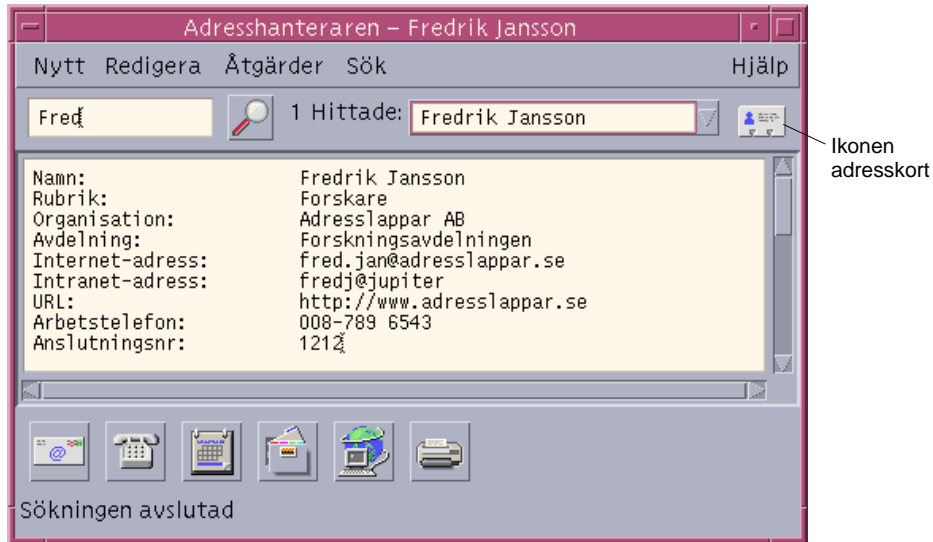 Adresshanteraren – Fredrik Jansson
Nytt Redigera Åtgärder Sök Hjälp
Fred 1 Hittade: Fredrik Jansson
Ikonen
adresskort
Namn: Fredrik Jansson
Rubrik: Forskare
Organisation: Adresslappar AB
Avdelning: Forskningsavdelningen
Internet-adress: fred.jan@adresslappar.se
Intranet-adress: fredj@jupiter
URL: http://www.adresslappar.se
Arbetstelefon: 008-789 6543
Anslutningsnr: 1212
@
Sökningen avslutad